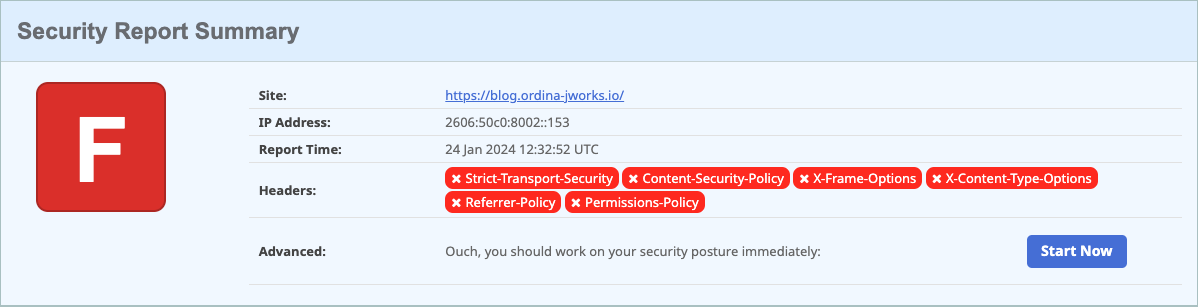 Security Report Summary
F
Site: https://blog.ordina-jworks.io/
IP Address: 2606:50c0:8002::153
Report Time: 24 Jan 2024 12:32:52 UTC
Headers: ✖ Strict-Transport-Security ✖ Content-Security-Policy ✖ X-Frame-Options ✖ X-Content-Type-Options
✖ Referrer-Policy ✖ Permissions-Policy
Advanced: Ouch, you should work on your security posture immediately: Start Now